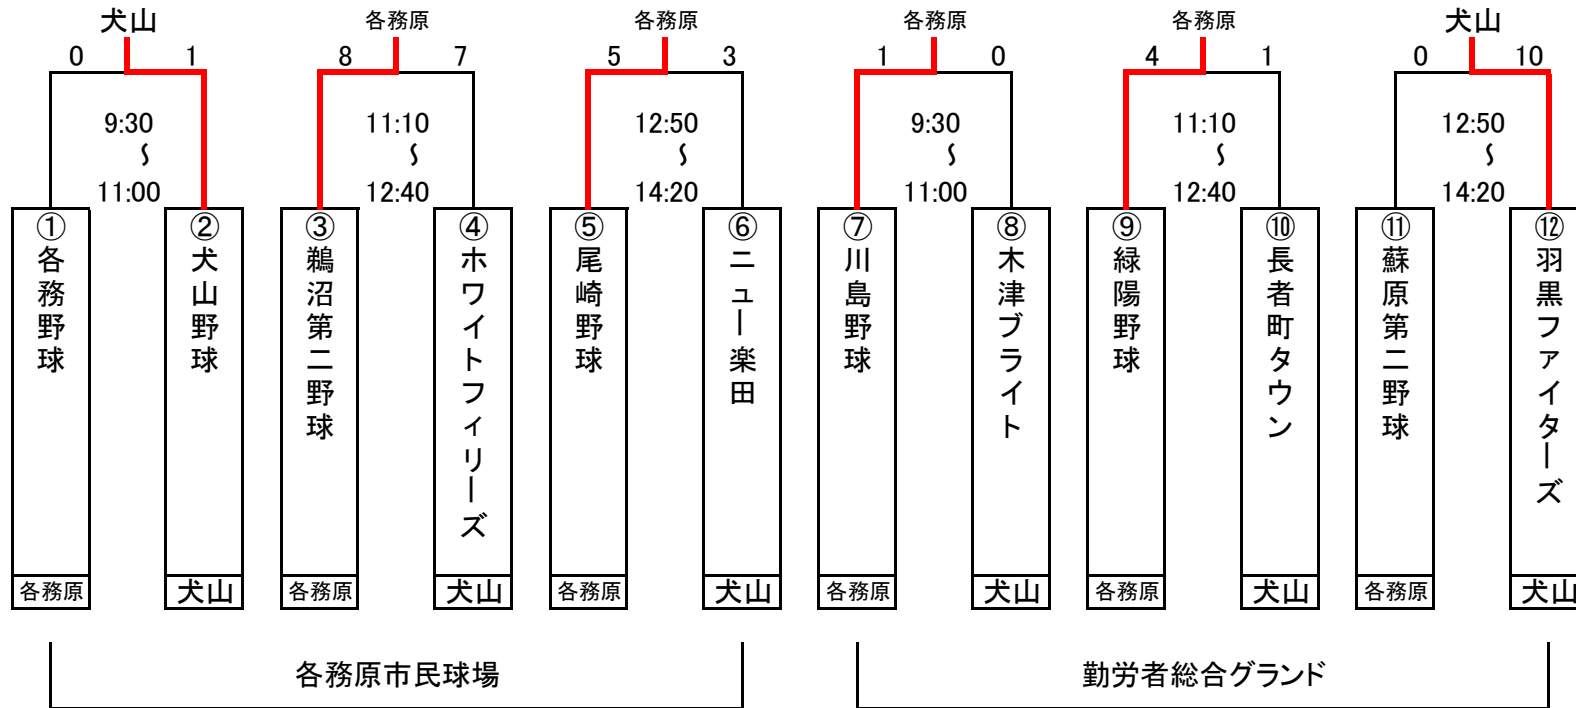 犬山 各務原 各務原 各務原 各務原 犬山
0 1 8 7 5 3 1 0 4 1 0 10
9:30 11:10 12:50 9:30 11:10 12:50
〜 〜 〜 〜 〜 〜
11:00 12:40 14:20 11:00 12:40 14:20
①各務野球
②犬山野球
③鵜沼第二野球
④ホワイトフィリーズ
⑤尾崎野球
⑥ニュー楽田
⑦川島野球
⑧木津ブライト
⑨緑陽野球
⑩長者町タウン
⑪蘇原第二野球
⑫羽黒ファイターズ
各務原 犬山 各務原 犬山 各務原 犬山 各務原 犬山 各務原 犬山 各務原 犬山
各務原市民球場 勤労者総合グランド